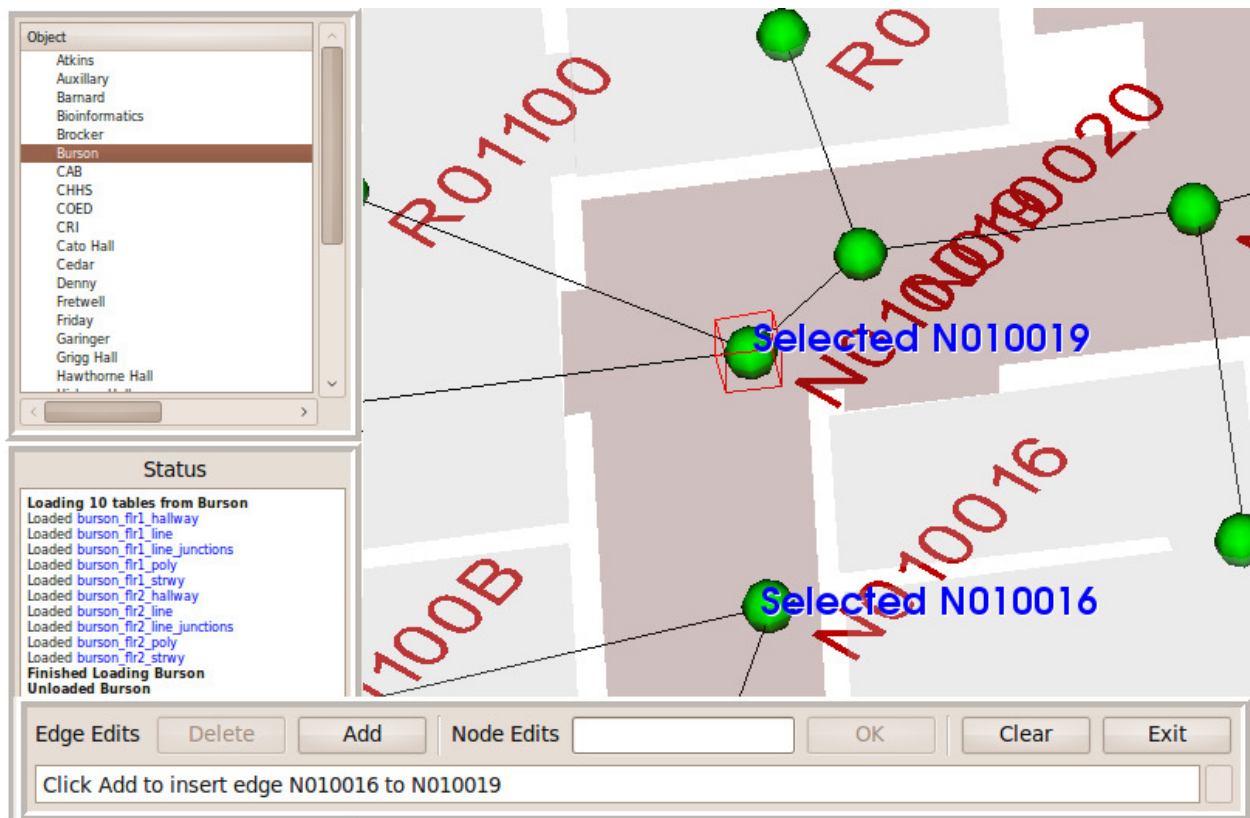 Object
Atkins
Auxillary
Barnard
Bioinformatics
Brocker
Burson
CAB
CHHS
COED
CRI
Cato Hall
Cedar
Denny
Fretwell
Friday
Garinger
Grigg Hall
Hawthorne Hall
Status
Loading 10 tables from Burson
Loaded burson_flr1_hallway
Loaded burson_flr1_line
Loaded burson_flr1_line_junctions
Loaded burson_flr1_poly
Loaded burson_flr1_strwy
Loaded burson_flr2_hallway
Loaded burson_flr2_line
Loaded burson_flr2_line_junctions
Loaded burson_flr2_poly
Loaded burson_flr2_strwy
Finished Loading Burson
Unloaded Burson
R01100
Selected N010019
N010016
Selected N010016
Edge Edits Delete Add Node Edits OK Clear Exit
Click Add to insert edge N010016 to N010019